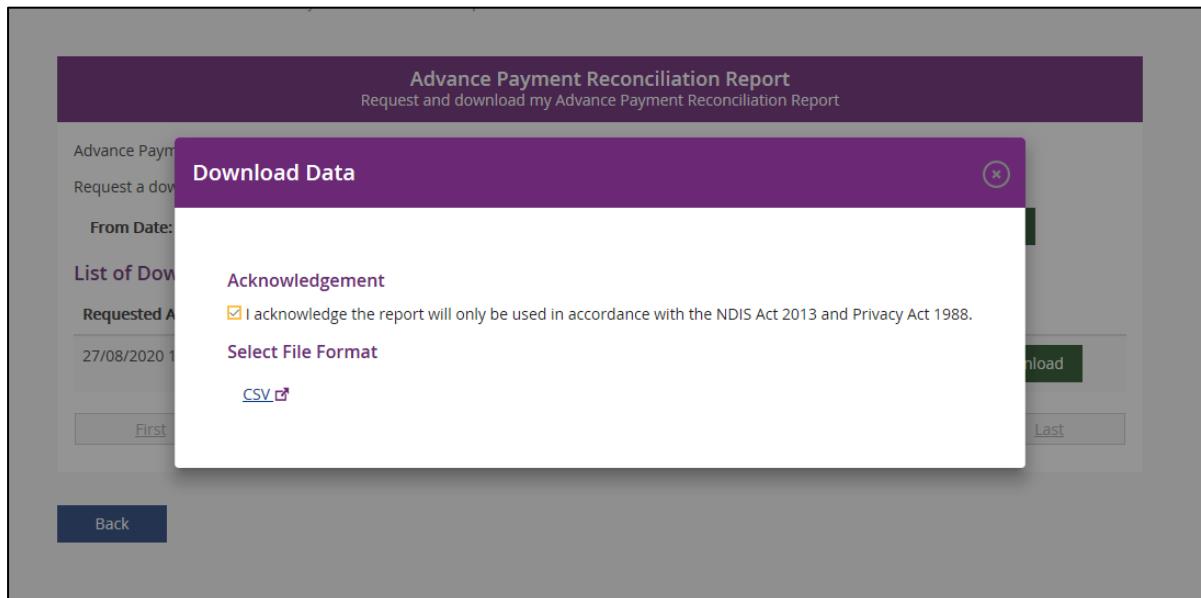 Advance Payment Reconciliation Report
Request and download my Advance Payment Reconciliation Report
Advance Paym
Request a dow
From Date:
Download Data
Acknowledgement
I acknowledge the report will only be used in accordance with the NDIS Act 2013 and Privacy Act 1988.
Select File Format
CSV
List of Dow
Requested A
27/08/2020 1
nload
First
Last
Back